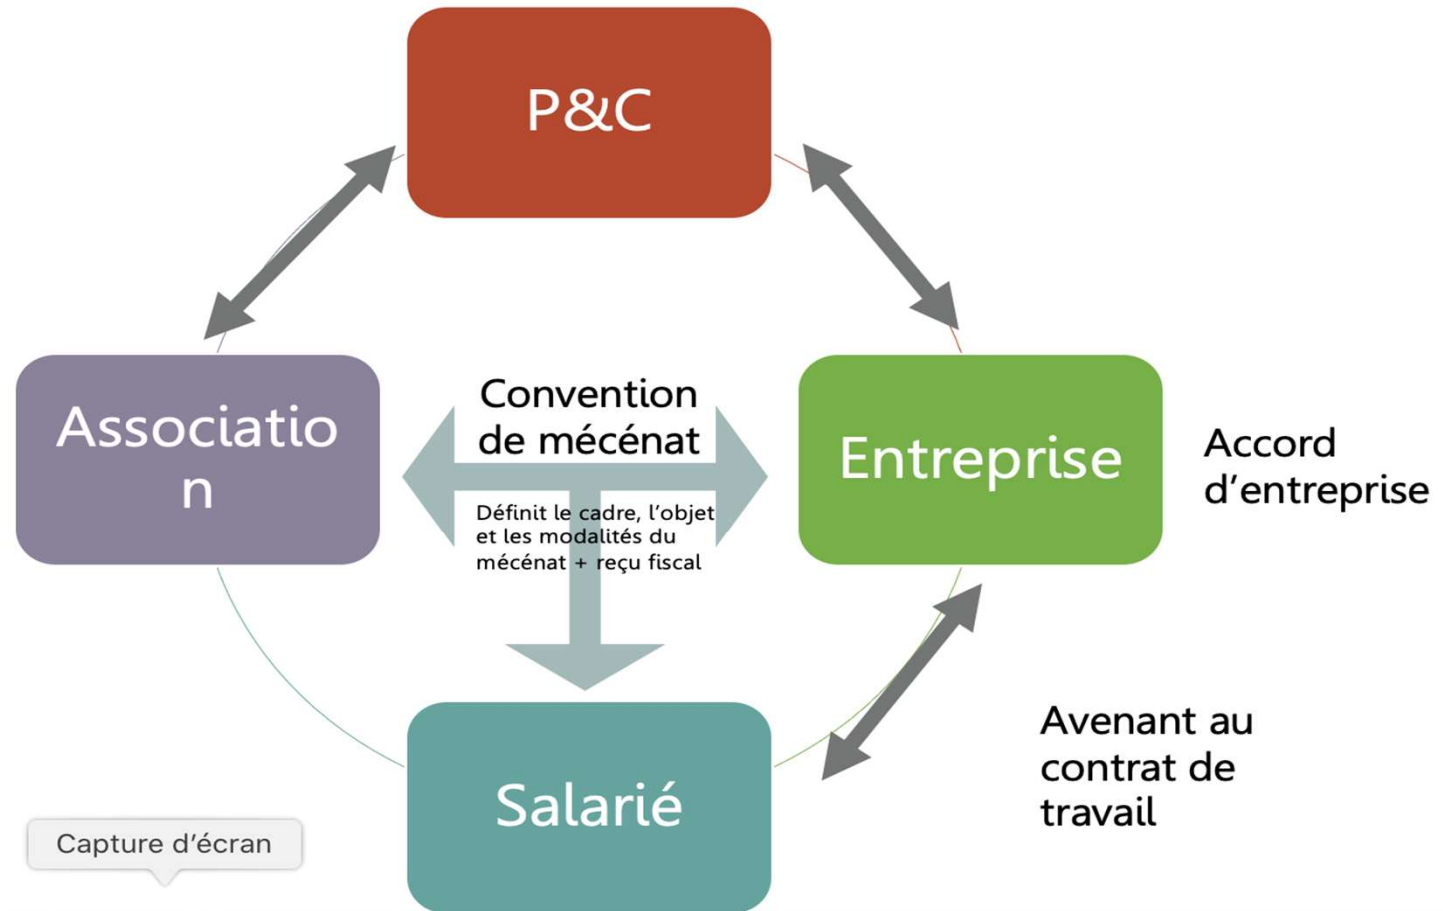 P&C
Associatio
n
Convention
de mécénat
Définit le cadre, l’objet
et les modalités du
mécénat + reçu fiscal
Entreprise
Accord
d’entreprise
Avenant au
contrat de
travail
Salarié
Capture d’écran